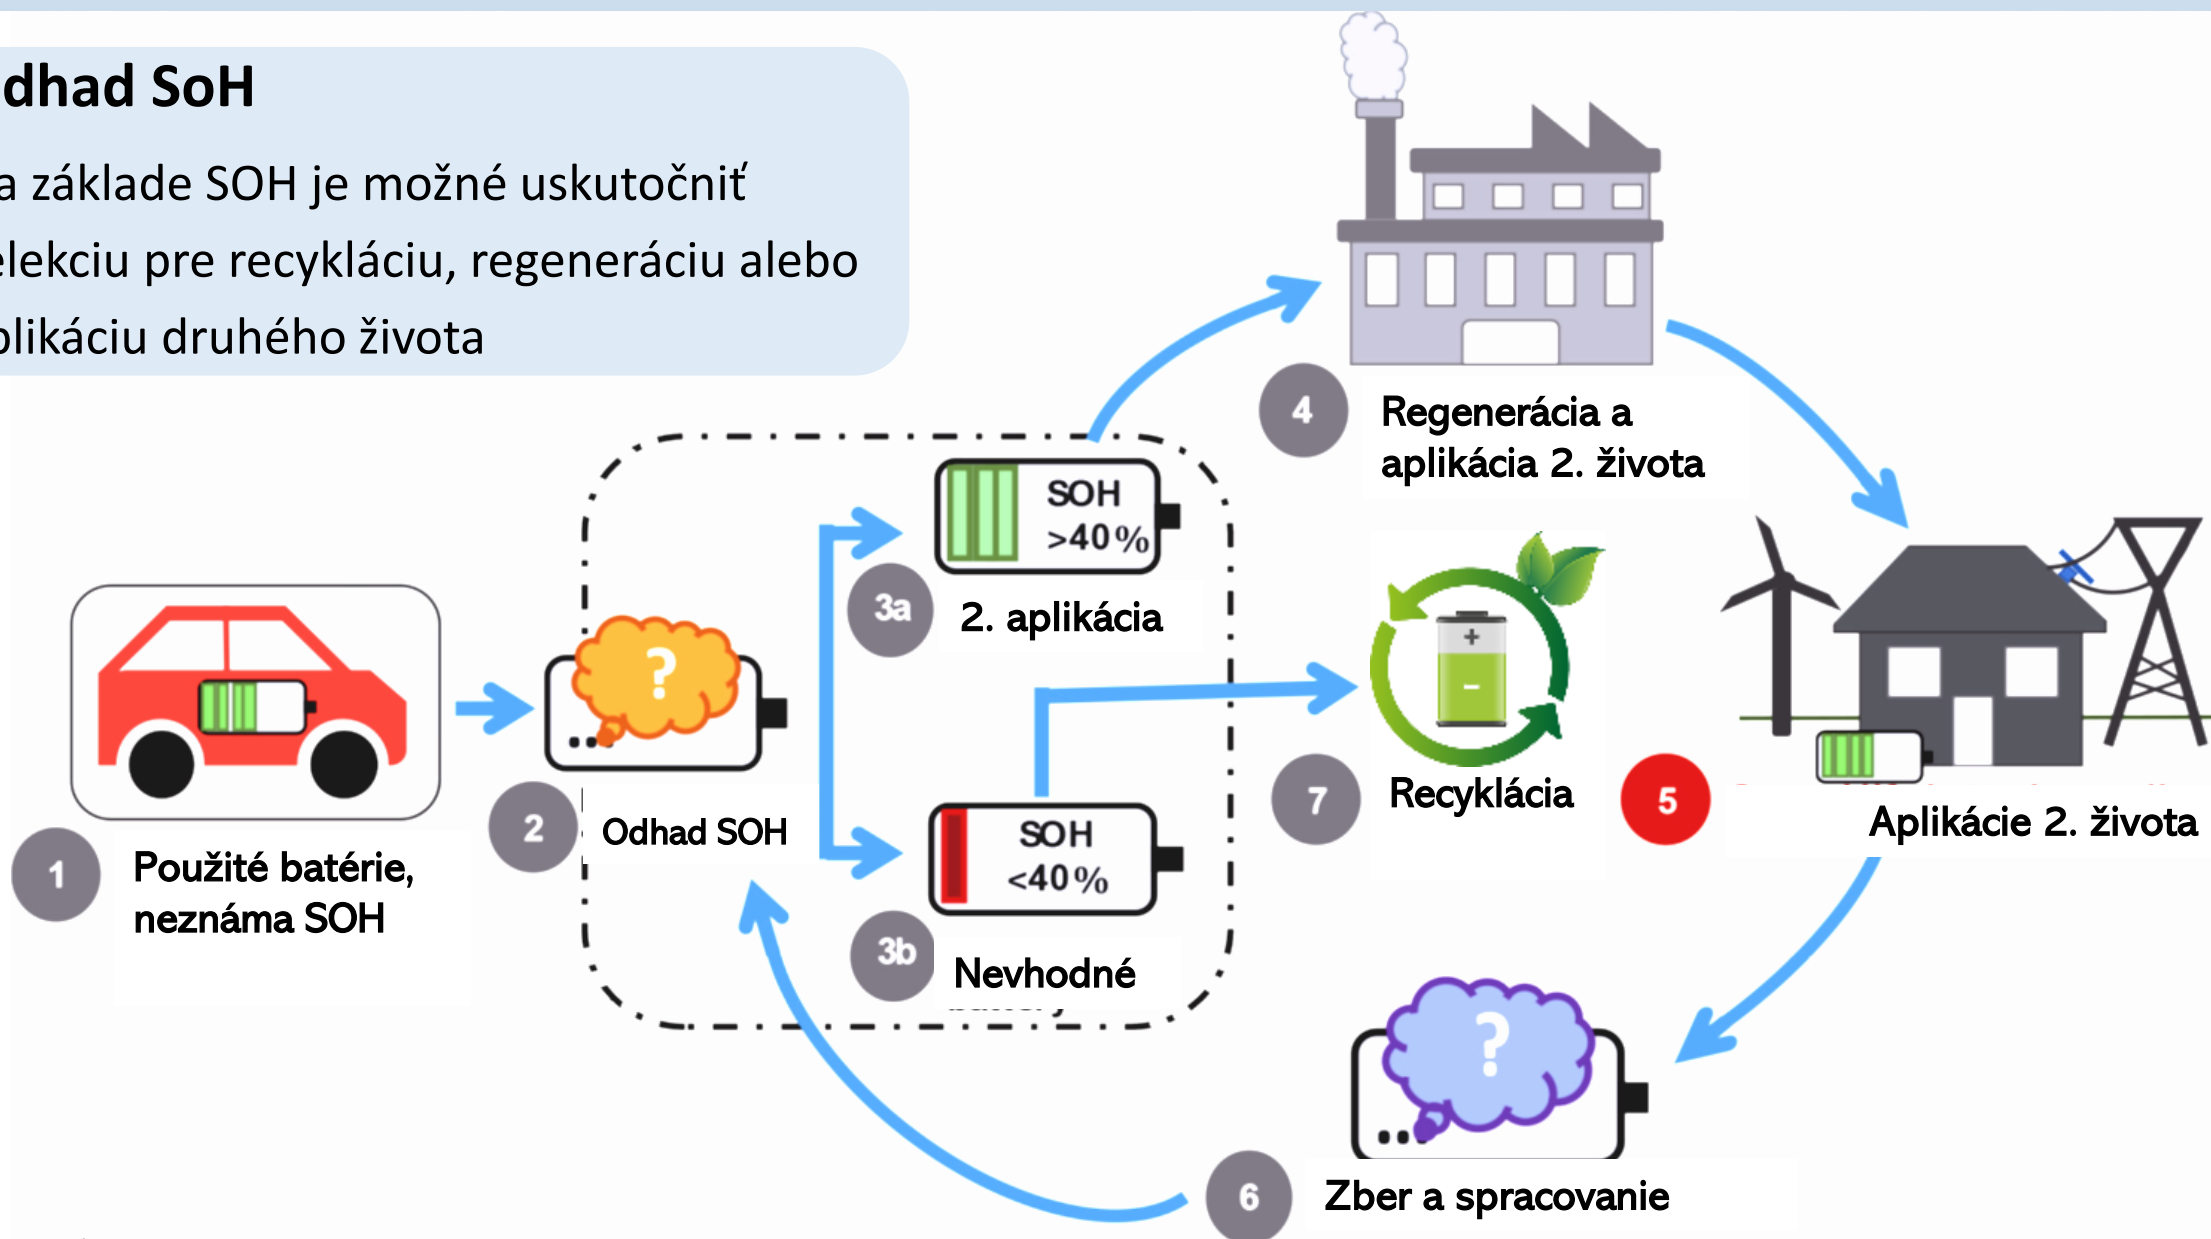 dhad SoH
a základe SOH je možné uskutočniť
elekciu pre recykláciu, regeneráciu alebo
plikáciu druhého života
4
Regenerácia a
aplikácia 2. života
SOH
>40%
3a
2. aplikácia
?
+
-
1
Použité batérie,
neznáma SOH
2
Odhad SOH
SOH
<40%
3b
Nevhodné
7
Recyklácia
5
Aplikácie 2. života
?
6
Zber a spracovanie